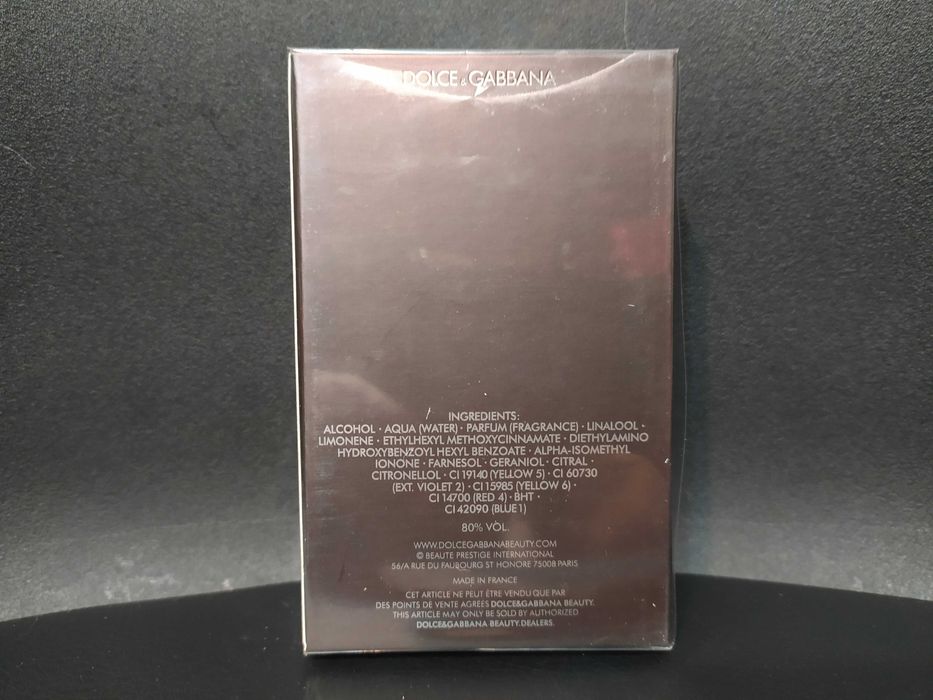 DOLCE & GABBANA
INGREDIENTS:
ALCOHOL · AQUA (WATER) · PARFUM (FRAGRANCE) · LINALOOL ·
LIMONENE · ETHYLHEXYL METHOXYCINNAMATE · DIETHYLAMINO
HYDROXYBENZOYL HEXYL BENZOATE · ALPHA-ISOMETHYL
IONONE · FARNESOL · GERANIOL · CITRAL ·
CITRONELLOL · CI 19140 (YELLOW 5) · CI 60730
(EXT. VIOLET 2) · CI 15985 (YELLOW 6) ·
CI 14700 (RED 4) · BHT ·
CI 42090 (BLUE 1)
80% VOL.
WWW.DOLCEGABBANABEAUTY.COM
© BEAUTE PRESTIGE INTERNATIONAL
56/A RUE DU FAUBOURG ST HONORE 75008 PARIS
MADE IN FRANCE
CET ARTICLE NE PEUT ÊTRE VENDU QUE PAR
DES POINTS DE VENTE AGRÉÉS DOLCE&GABBANA BEAUTY.
THIS ARTICLE MAY ONLY BE SOLD BY AUTHORIZED
DOLCE&GABBANA BEAUTY DEALERS.